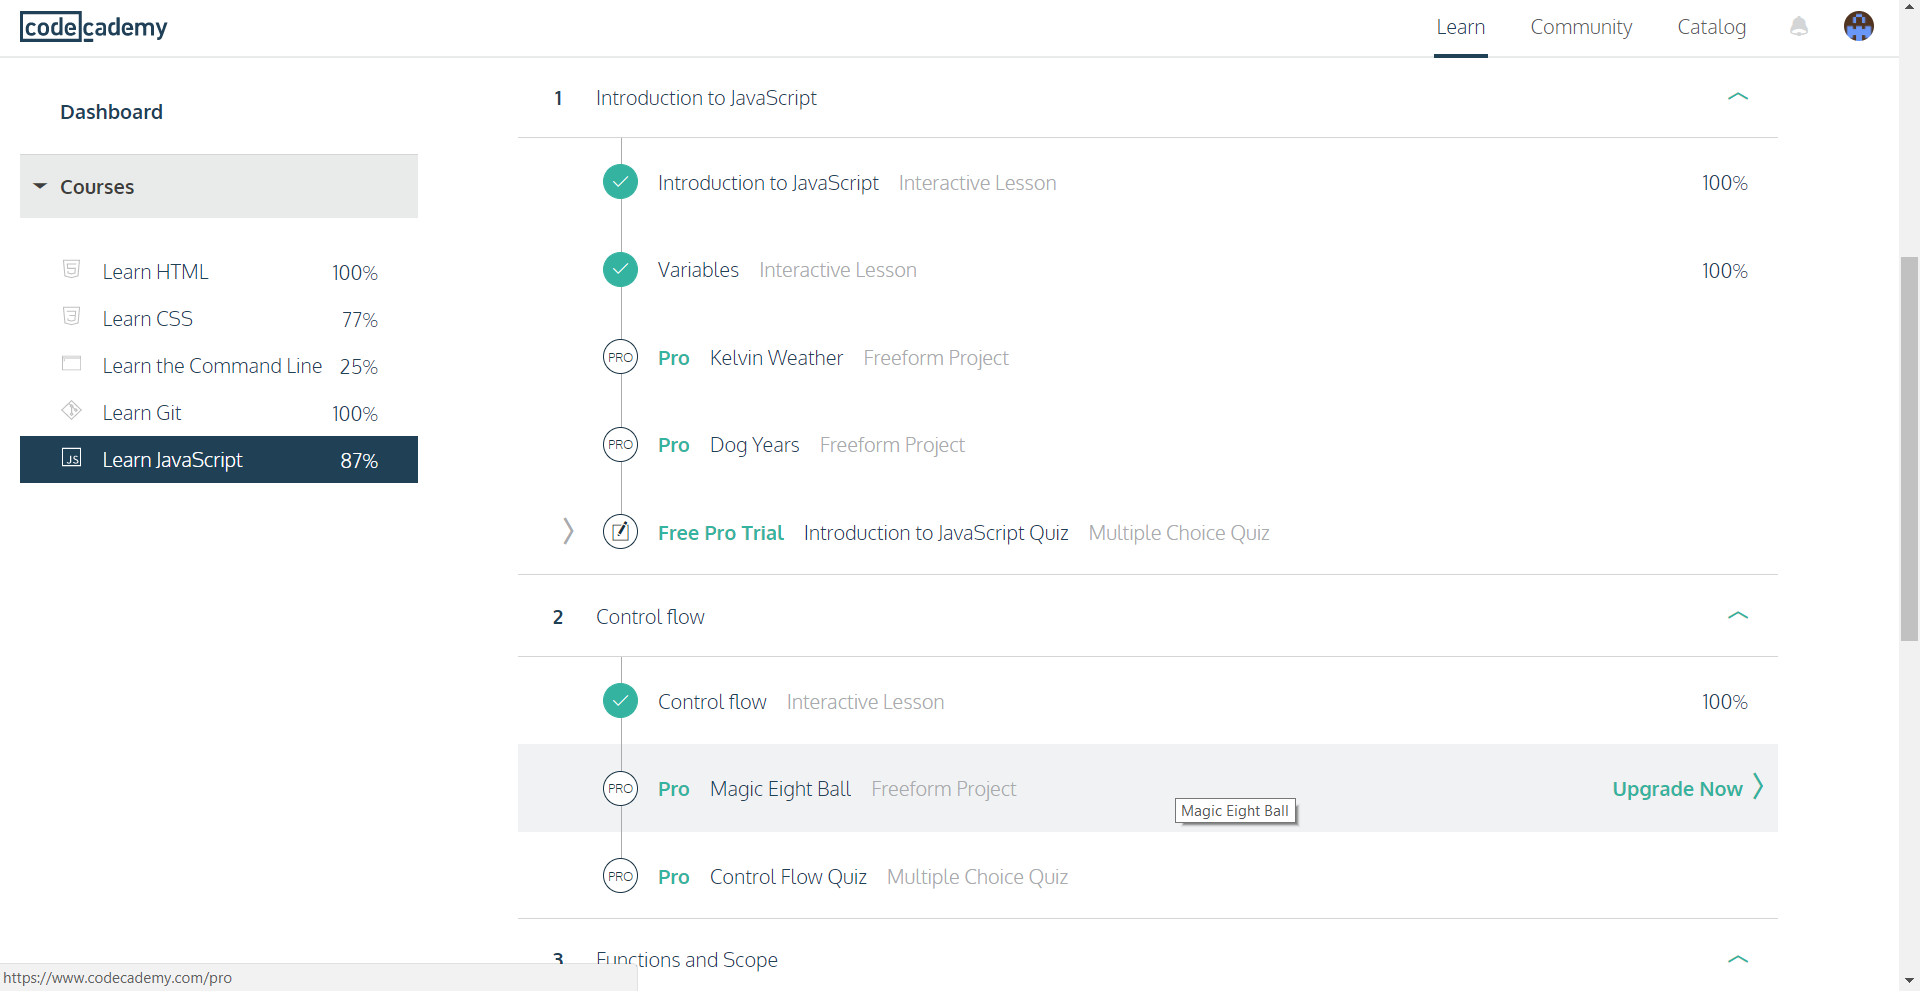 codecademy
Learn Community Catalog
Dashboard
Courses
Learn HTML 100%
Learn CSS 77%
Learn the Command Line 25%
Learn Git 100%
JS Learn JavaScript 87%
1 Introduction to JavaScript
Introduction to JavaScript Interactive Lesson 100%
Variables Interactive Lesson 100%
PRO Pro Kelvin Weather Freeform Project
PRO Pro Dog Years Freeform Project
Free Pro Trial Introduction to JavaScript Quiz Multiple Choice Quiz
2 Control flow
Control flow Interactive Lesson 100%
PRO Pro Magic Eight Ball Freeform Project Upgrade Now
Magic Eight Ball
PRO Pro Control Flow Quiz Multiple Choice Quiz
3 Functions and Scope
https://www.codecademy.com/pro